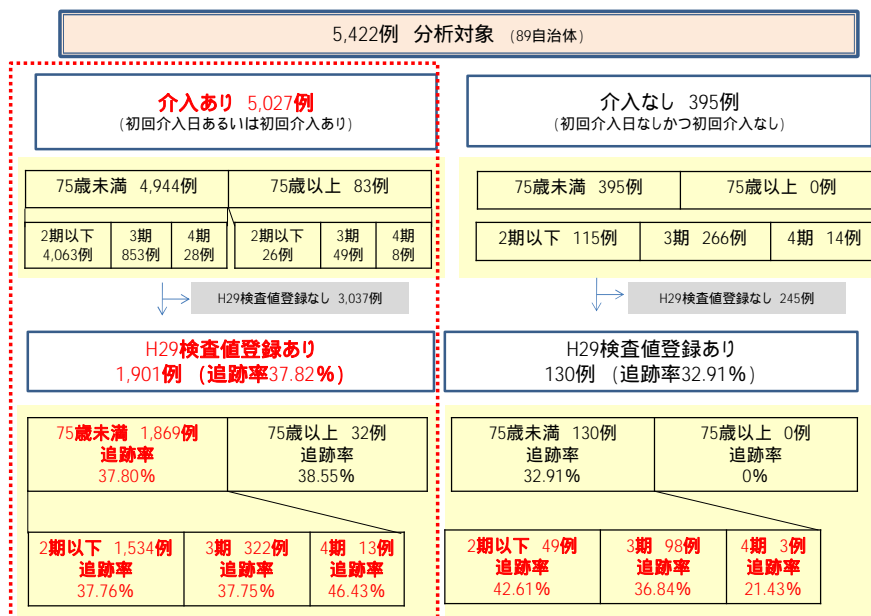 5,422例 分析対象 (89自治体)
介入あり 5,027例
(初回介入日あるいは初回介入あり)
75歳未満 4,944例
75歳以上 83例
2期以下
4,063例
3期
853例
4期
28例
2期以下
26例
3期
49例
4期
8例
H29検査値登録なし 3,037例
H29検査値登録あり
1,901例 (追跡率37.82%)
75歳未満 1,869例
追跡率
37.80%
75歳以上 32例
追跡率
38.55%
2期以下 1,534例
追跡率
37.76%
3期 322例
追跡率
37.75%
4期 13例
追跡率
46.43%
介入なし 395例
(初回介入日なしかつ初回介入なし)
75歳未満 395例
75歳以上 0例
2期以下 115例
3期 266例
4期 14例
H29検査値登録なし 245例
H29検査値登録あり
130例 (追跡率32.91%)
75歳未満 130例
追跡率
32.91%
75歳以上 0例
追跡率
0%
2期以下 49例
追跡率
42.61%
3期 98例
追跡率
36.84%
4期 3例
追跡率
21.43%